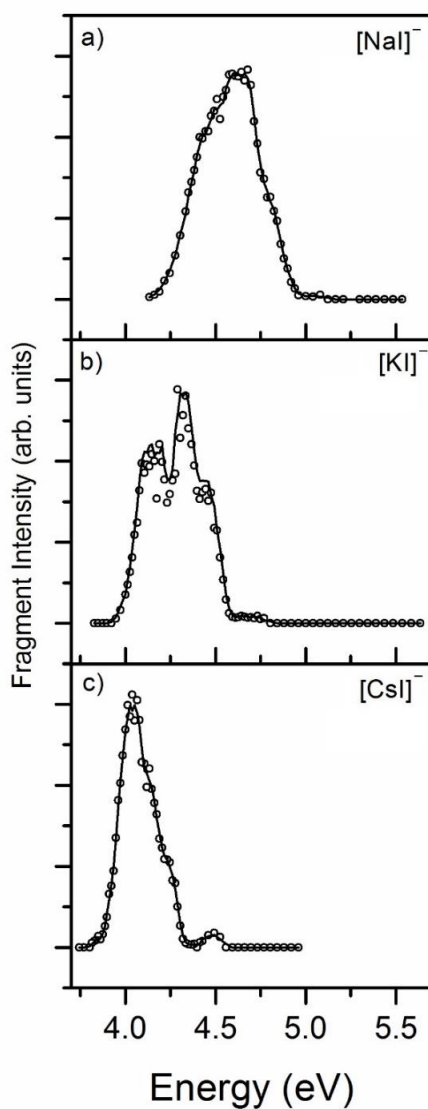 a)
[NaI]⁻
b)
[KI]⁻
c)
[CsI]⁻
Fragment Intensity (arb. units)
4.0 4.5 5.0 5.5
Energy (eV)